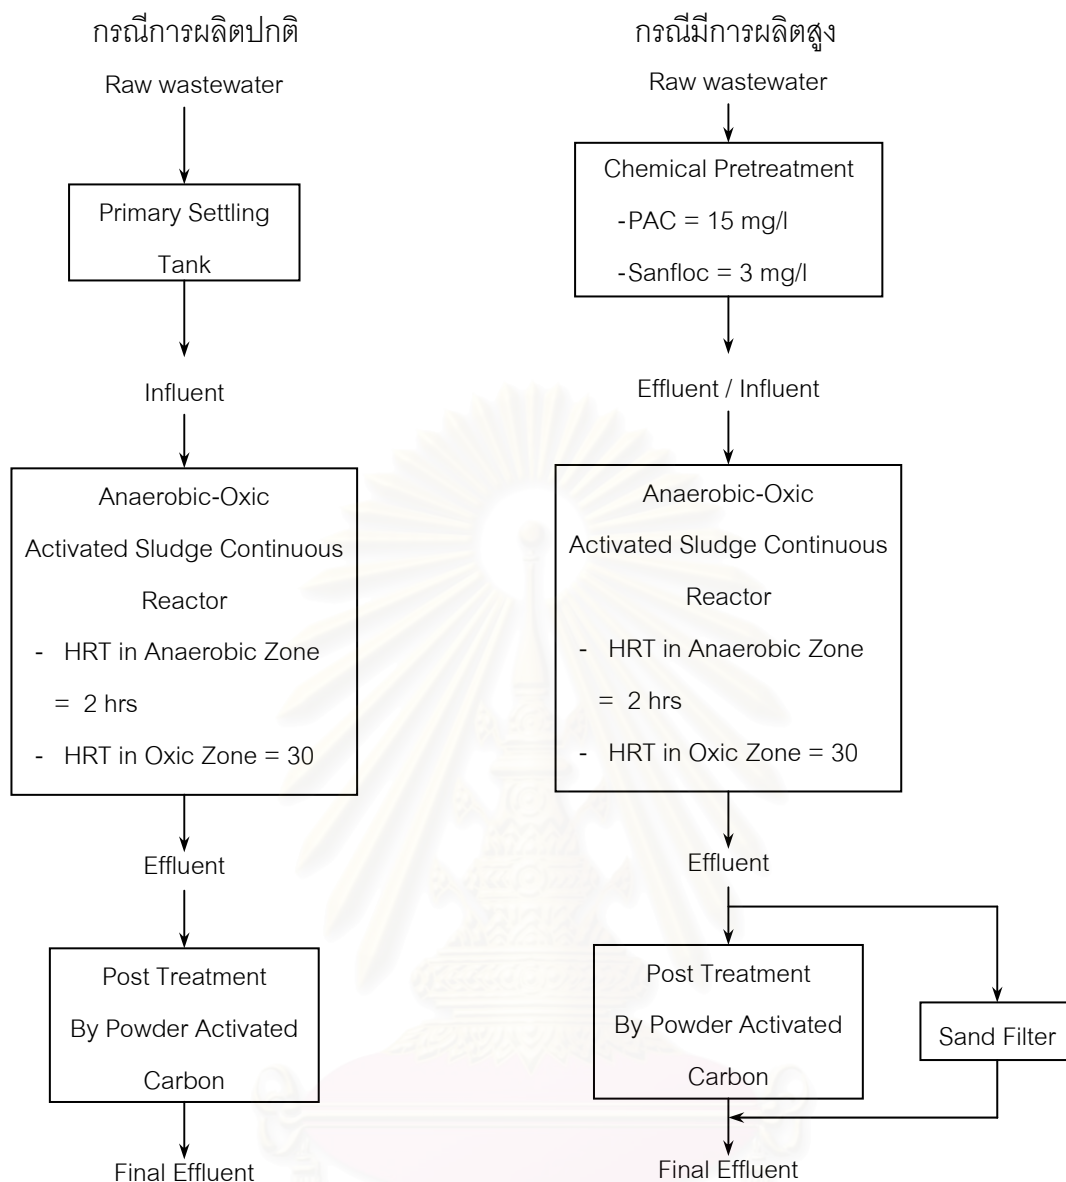 กรณีการผลิตปกติ
Raw wastewater
Primary Settling
Tank
Influent
Anaerobic-Oxic
Activated Sludge Continuous
Reactor
- HRT in Anaerobic Zone
= 2 hrs
- HRT in Oxic Zone = 30
Effluent
Post Treatment
By Powder Activated
Carbon
Final Effluent
กรณีมีการผลิตสูง
Raw wastewater
Chemical Pretreatment
-PAC = 15 mg/l
-Sanfloc = 3 mg/l
Effluent / Influent
Anaerobic-Oxic
Activated Sludge Continuous
Reactor
- HRT in Anaerobic Zone
= 2 hrs
- HRT in Oxic Zone = 30
Effluent
Post Treatment
By Powder Activated
Carbon
Sand Filter
Final Effluent